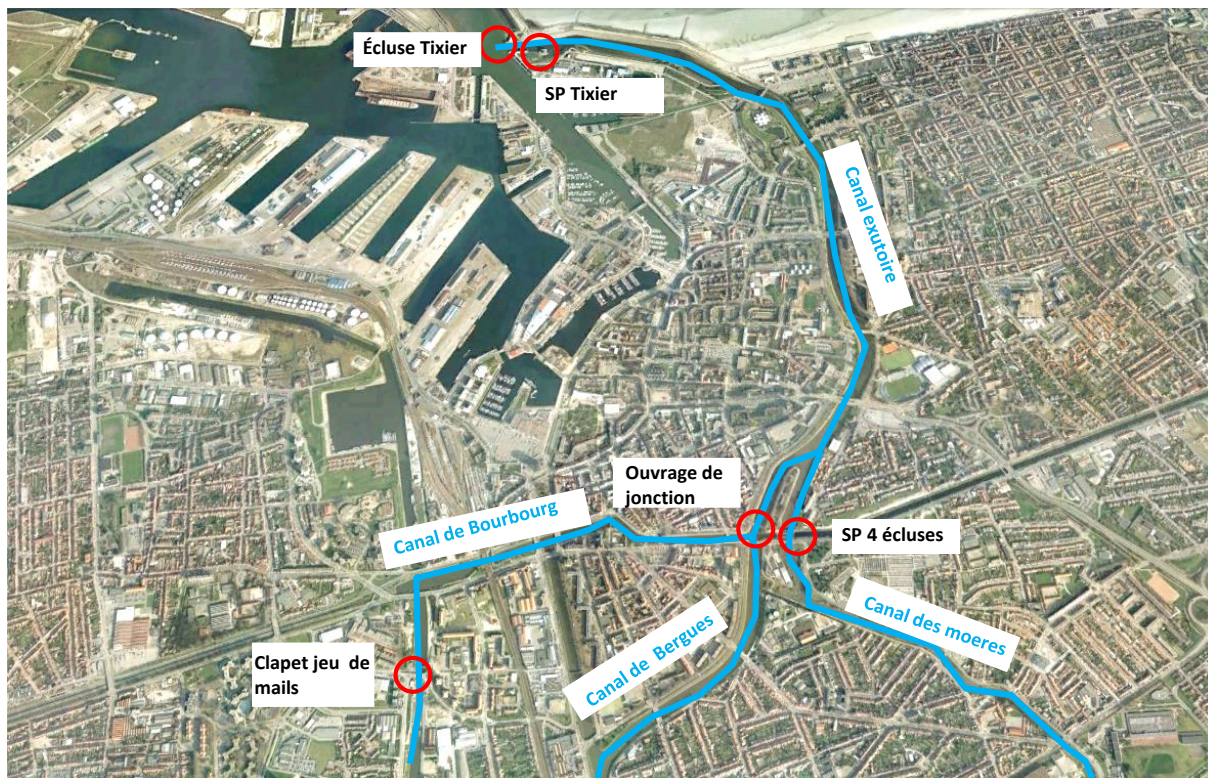 Écluse Tixier
SP Tixier
Canal exutoire
Ouvrage de
jonction
Canal de Bourbourg
SP 4 écluses
Canal des moeres
Canal de Bergues
Clapet jeu de
mails